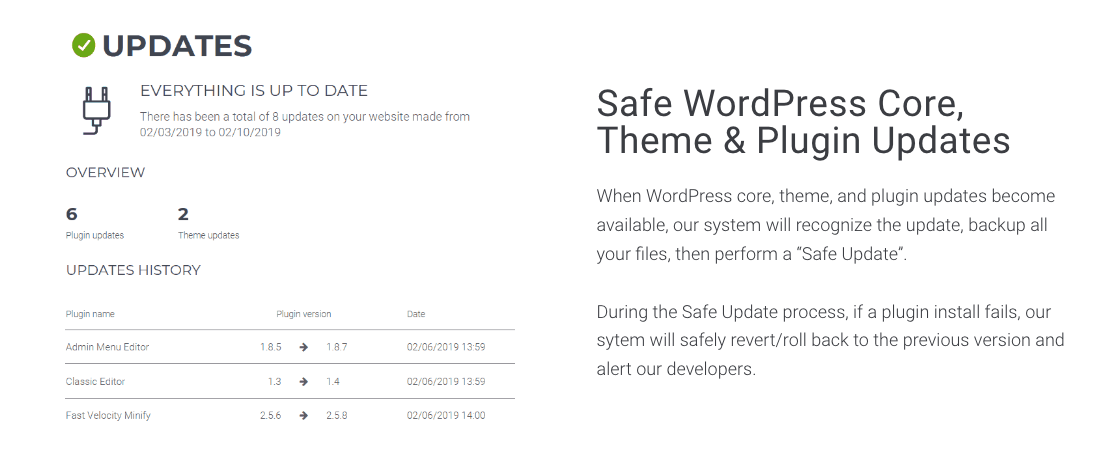 UPDATES
EVERYTHING IS UP TO DATE
There has been a total of 8 updates on your website made from
02/03/2019 to 02/10/2019
OVERVIEW
6 2
Plugin updates Theme updates
UPDATES HISTORY
Plugin name Plugin version Date
Admin Menu Editor 1.8.5 → 1.8.7 02/06/2019 13:59
Classic Editor 1.3 → 1.4 02/06/2019 13:59
Fast Velocity Minify 2.5.6 → 2.5.8 02/06/2019 14:00
Safe WordPress Core,
Theme & Plugin Updates
When WordPress core, theme, and plugin updates become
available, our system will recognize the update, backup all
your files, then perform a “Safe Update”.
During the Safe Update process, if a plugin install fails, our
sytem will safely revert/roll back to the previous version and
alert our developers.